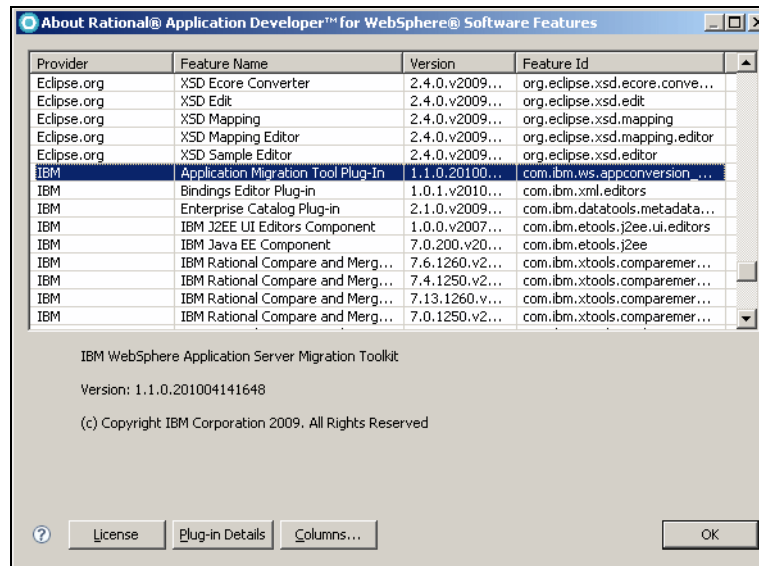 About Rational® Application Developer™ for WebSphere® Software Features
Provider Feature Name Version Feature Id
Eclipse.org XSD Ecore Converter 2.4.0.v2009... org.eclipse.xsd.ecore.conve...
Eclipse.org XSD Edit 2.4.0.v2009... org.eclipse.xsd.edit
Eclipse.org XSD Mapping 2.4.0.v2009... org.eclipse.xsd.mapping
Eclipse.org XSD Mapping Editor 2.4.0.v2009... org.eclipse.xsd.mapping.editor
Eclipse.org XSD Sample Editor 2.4.0.v2009... org.eclipse.xsd.editor
IBM Application Migration Tool Plug-In 1.1.0.20100... com.ibm.ws.appconversion_...
IBM Bindings Editor Plug-in 1.0.1.v2010... com.ibm.xml.editors
IBM Enterprise Catalog Plug-in 2.1.0.v2009... com.ibm.datatools.metadata...
IBM IBM J2EE UI Editors Component 1.0.0.v2007... com.ibm.etools.j2ee.ui.editors
IBM IBM Java EE Component 7.0.200.v20... com.ibm.etools.j2ee
IBM IBM Rational Compare and Merg... 7.6.1260.v2... com.ibm.xtools.comparemer...
IBM IBM Rational Compare and Merg... 7.4.1250.v2... com.ibm.xtools.comparemer...
IBM IBM Rational Compare and Merg... 7.13.1260.v... com.ibm.xtools.comparemer...
IBM IBM Rational Compare and Merg... 7.0.1250.v2... com.ibm.xtools.comparemer...
IBM WebSphere Application Server Migration Toolkit
Version: 1.1.0.201004141648
(c) Copyright IBM Corporation 2009. All Rights Reserved
? License Plug-in Details Columns... OK